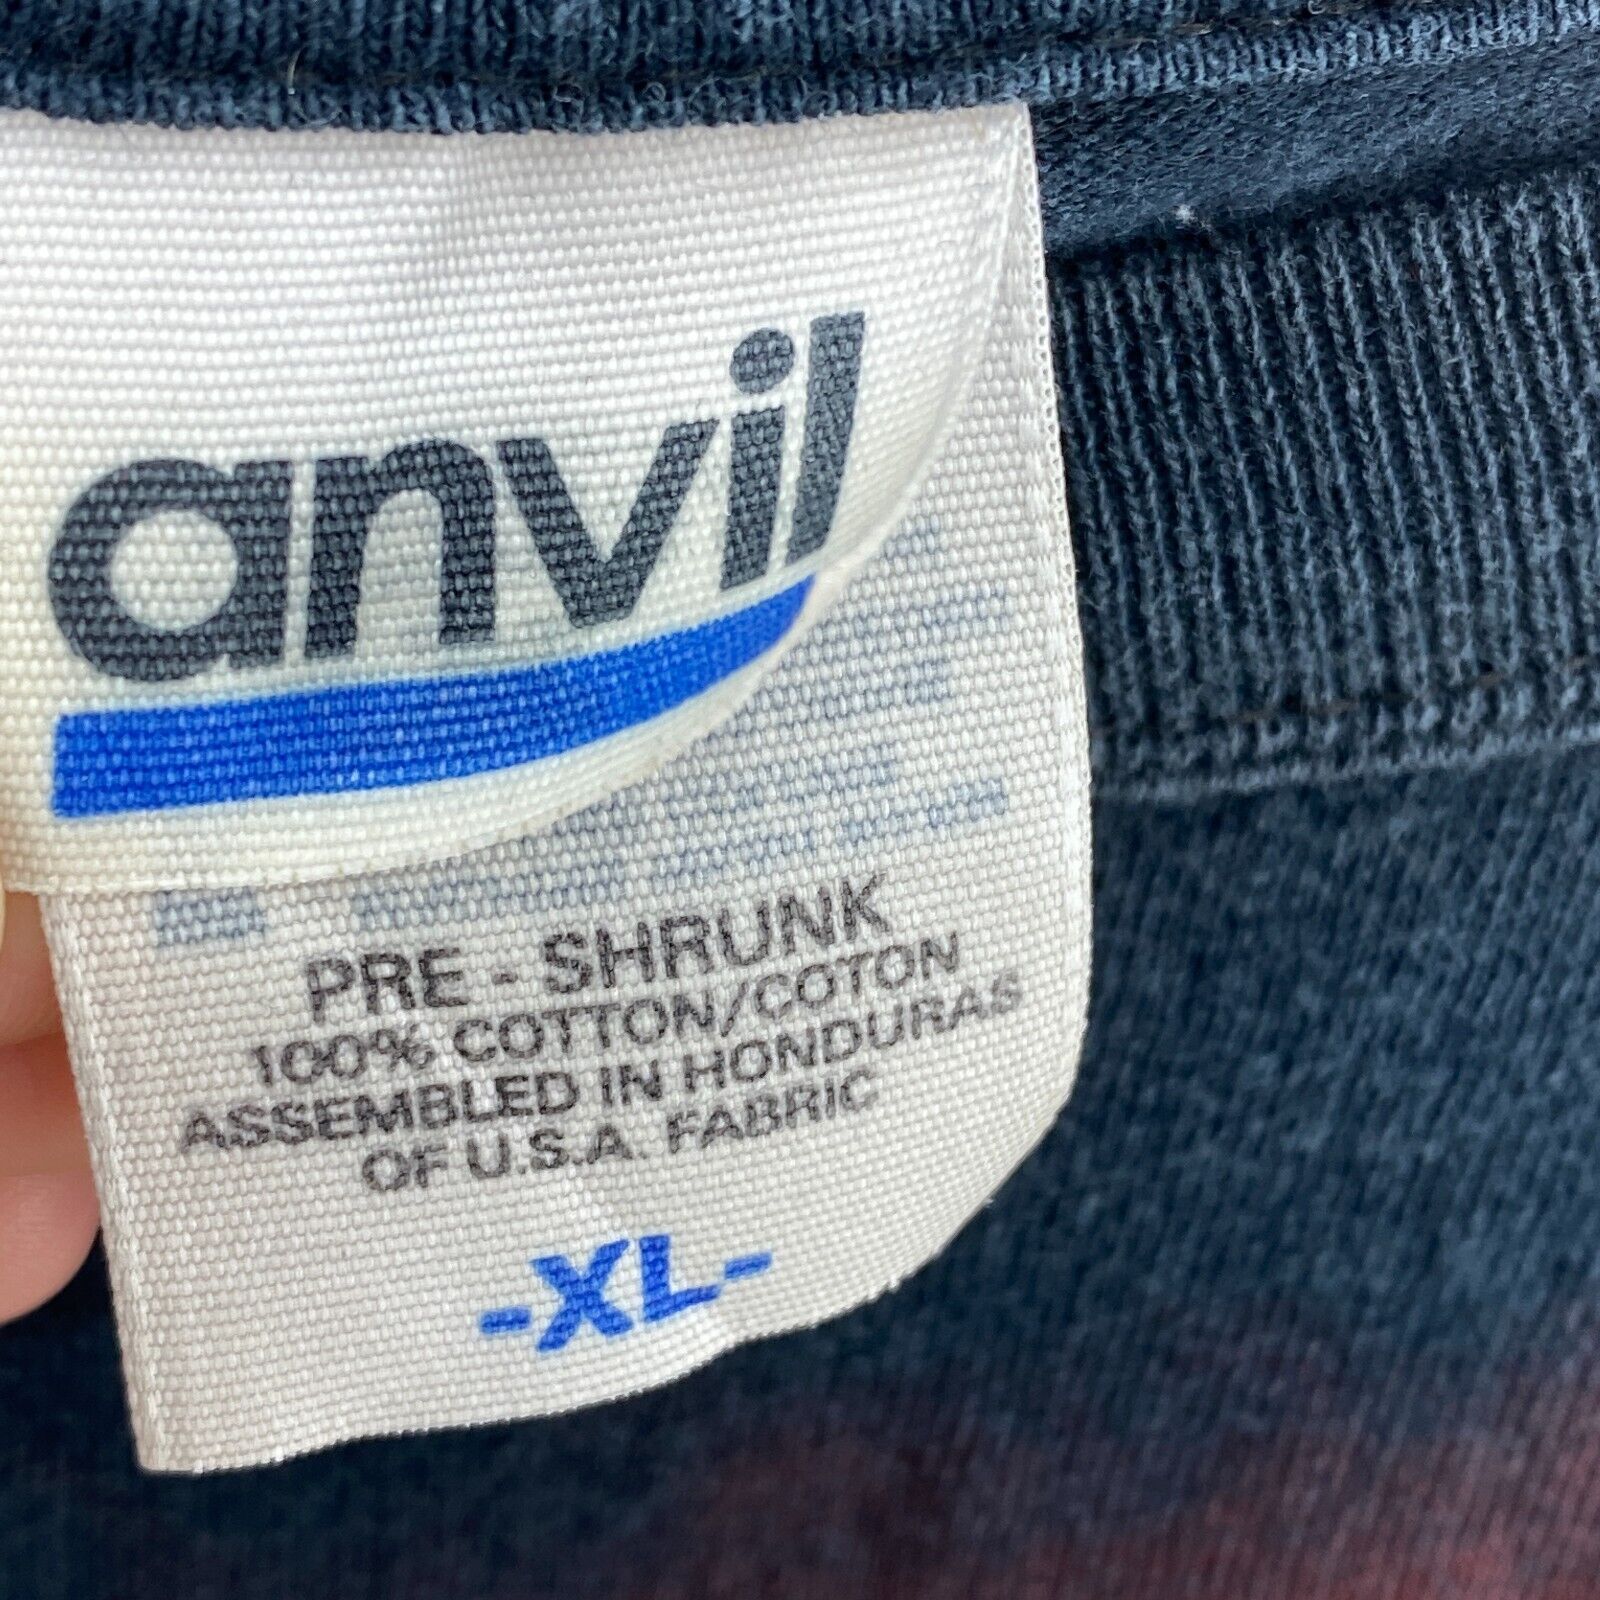 anvil
PRE - SHRUNK
100% COTTON/COTON
ASSEMBLED IN HONDURAS
OF U.S.A. FABRIC
-XL-